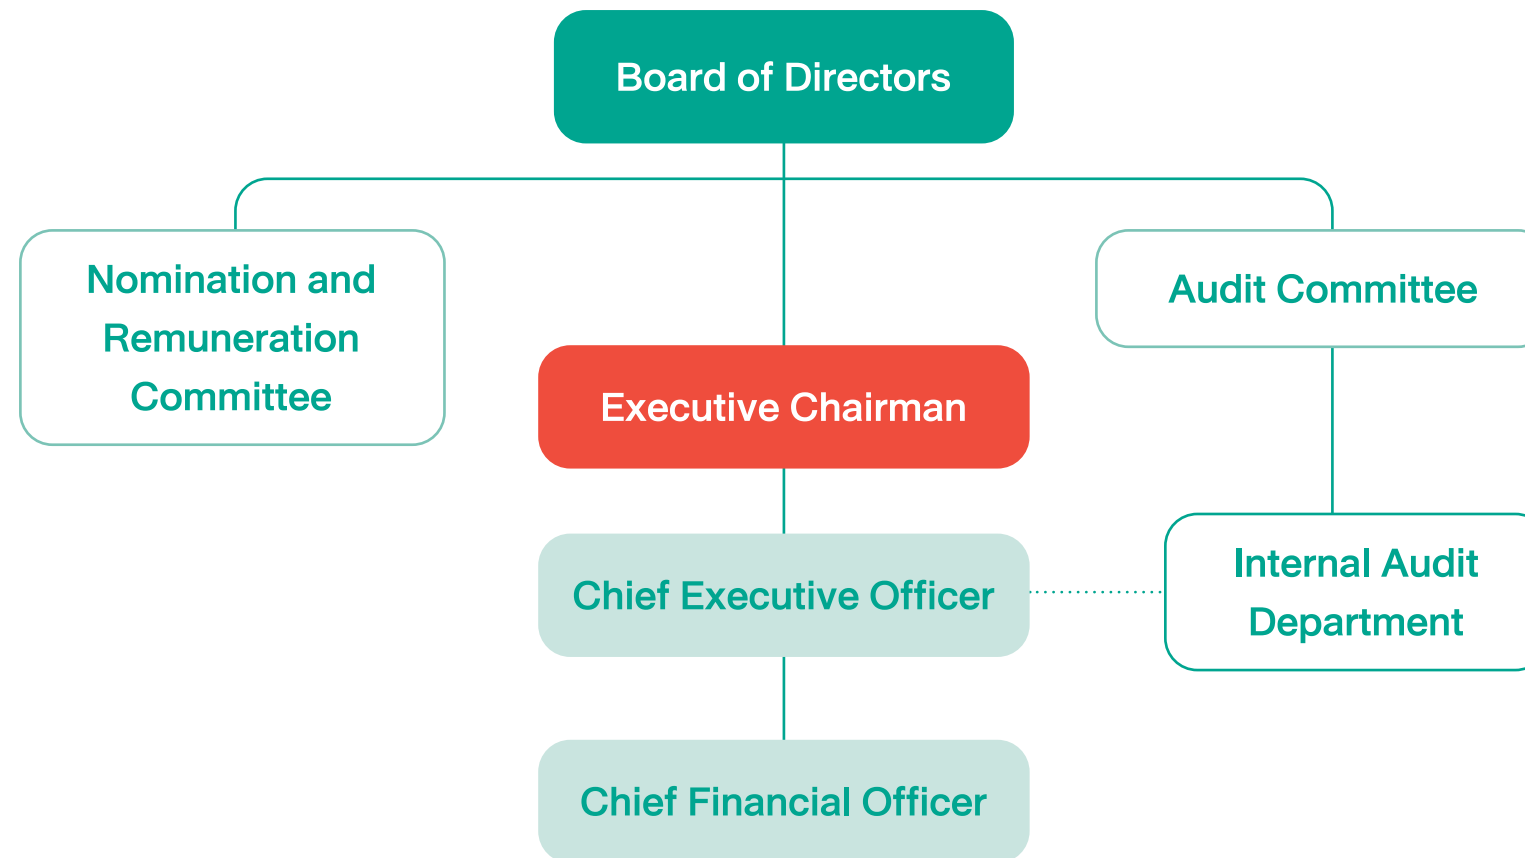 Board of Directors
Nomination and
Remuneration
Committee
Audit Committee
Executive Chairman
Internal Audit
Department
Chief Executive Officer
Chief Financial Officer